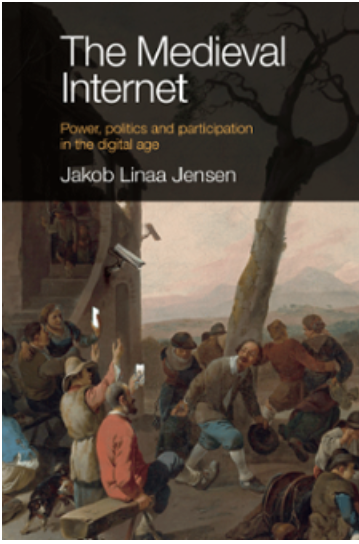 The Medieval
Internet
Power, politics and participation
in the digital age
Jakob Linaa Jensen